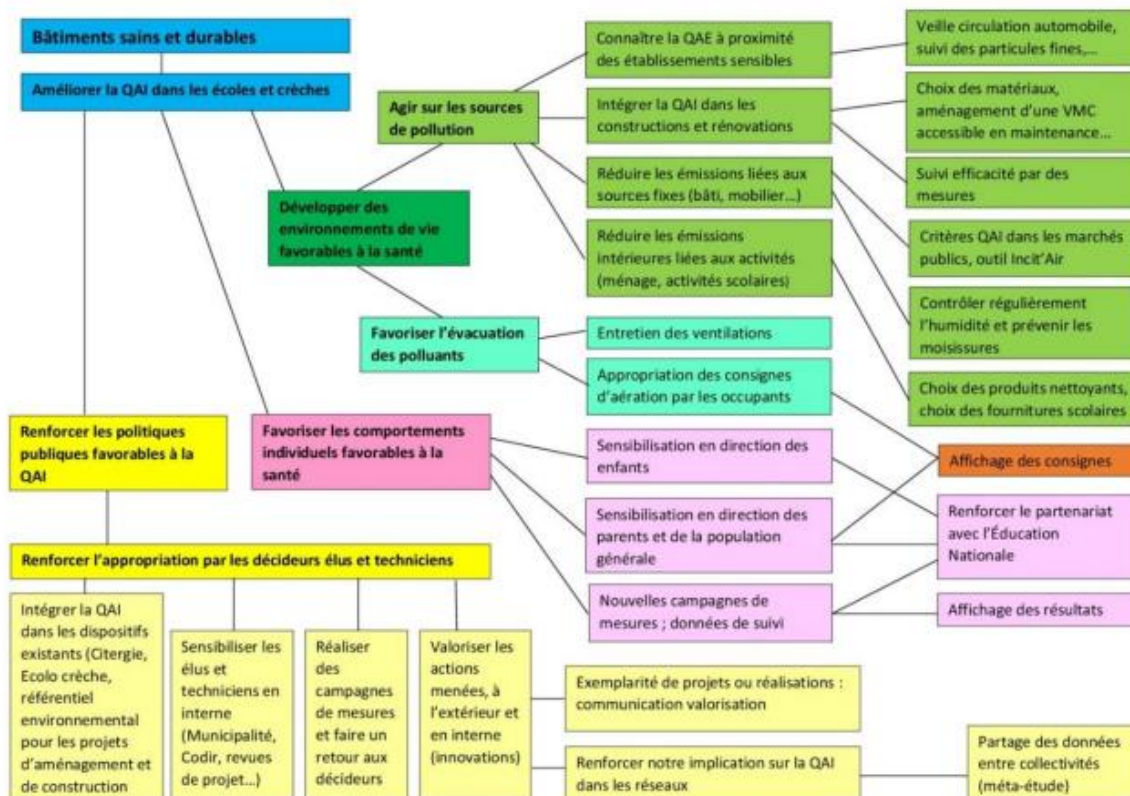 Bâtiments sains et durables
Améliorer la QAI dans les écoles et crèches
Agir sur les sources
de pollution
Développer des
environnements de vie
favorables à la santé
Favoriser l'évacuation
des polluants
Renforcer les politiques
publiques favorables à la
QAI
Favoriser les comportements
individuels favorables à la
santé
Connaître la QAE à proximité
des établissements sensibles
Intégrer la QAI dans les
constructions et rénovations
Réduire les émissions liées aux
sources fixes (bâti, mobilier…)
Réduire les émissions
intérieures liées aux activités
(ménage, activités scolaires)
Entretien des ventilations
Appropriation des consignes
d'aération par les occupants
Sensibilisation en direction des
enfants
Sensibilisation en direction des
parents et de la population
générale
Nouvelles campagnes de
mesures ; données de suivi
Veille circulation automobile,
suivi des particules fines,…
Choix des matériaux,
aménagement d'une VMC
accessible en maintenance…
Suivi efficacité par des
mesures
Critères QAI dans les marchés
publics, outil Incit'Air
Contrôler régulièrement
l'humidité et prévenir les
moisissures
Choix des produits nettoyants,
choix des fournitures scolaires
Affichage des consignes
Renforcer le partenariat
avec l'Éducation
Nationale
Affichage des résultats
Renforcer l'appropriation par les décideurs élus et techniciens
Intégrer la QAI
dans les dispositifs
existants (Citergie,
Ecolo crèche,
référentiel
environnemental
pour les projets
d'aménagement et
de construction
Sensibiliser les
élus et
techniciens en
interne
(Municipalité,
Codir, revues
de projet…)
Réaliser
des
campagnes
de mesures
et faire un
retour aux
décideurs
Valoriser les
actions
menées, à
l'extérieur et
en interne
(innovations)
Exemplarité de projets ou réalisations :
communication valorisation
Renforcer notre implication sur la QAI
dans les réseaux
Partage des données
entre collectivités
(méta-étude)